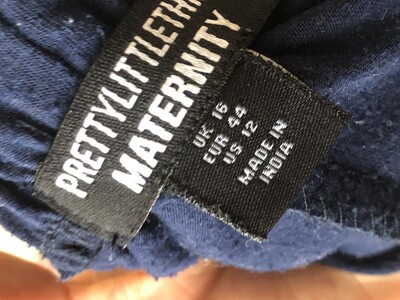 PRETTYLITTLETHI
MATERNITY
UK 16
EUR 44
US 12
MADE IN
INDIA